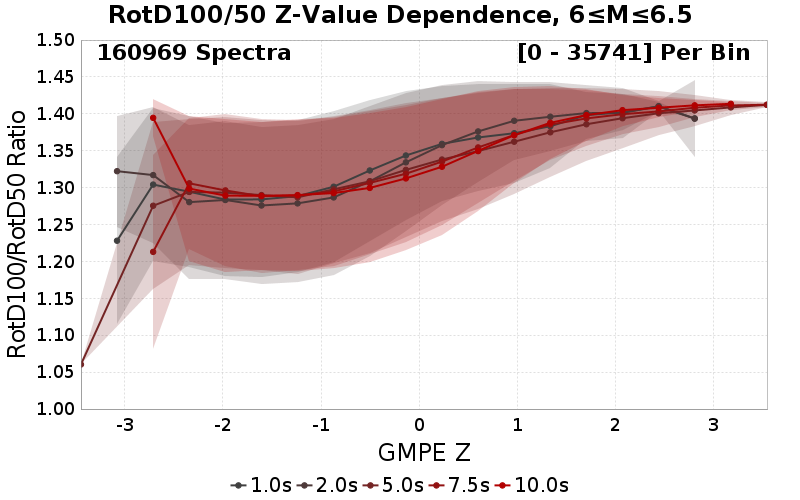 RotD100/50 Z-Value Dependence, 6≤M≤6.5
160969 Spectra
[0 - 35741] Per Bin
RotD100/RotD50 Ratio
1.50
1.45
1.40
1.35
1.30
1.25
1.20
1.15
1.10
1.05
1.00
-3
-2
-1
0
1
2
3
GMPE Z
1.0s
2.0s
5.0s
7.5s
10.0s